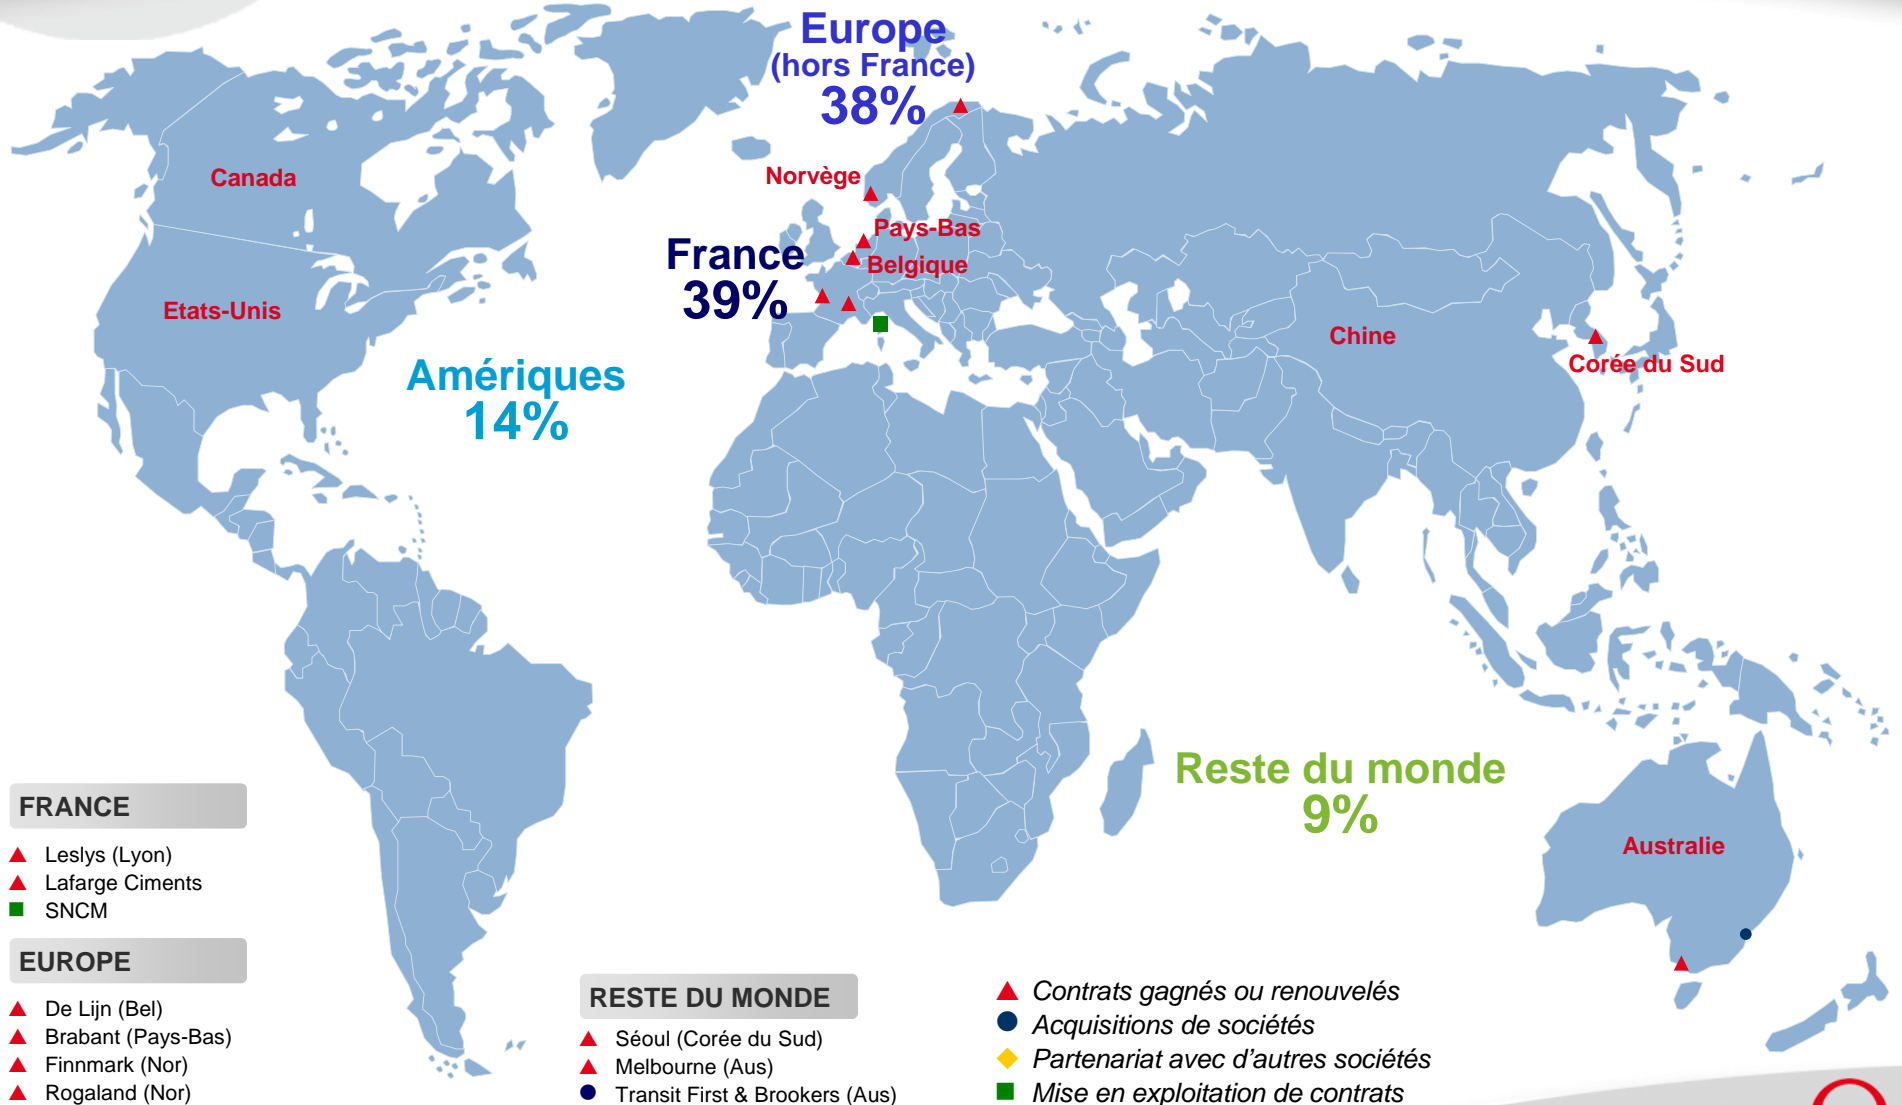 Europe
(hors France)
38%
Canada
Norvège
Pays-Bas
France
39%
Belgique
Etats-Unis
Chine
Corée du Sud
Amériques
14%
Reste du monde
9%
Australie
FRANCE
Leslys (Lyon)
Lafarge Ciments
SNCM
EUROPE
De Lijn (Bel)
Brabant (Pays-Bas)
Finnmark (Nor)
Rogaland (Nor)
RESTE DU MONDE
Séoul (Corée du Sud)
Melbourne (Aus)
Transit First & Brookers (Aus)
Contrats gagnés ou renouvelés
Acquisitions de sociétés
Partenariat avec d’autres sociétés
Mise en exploitation de contrats